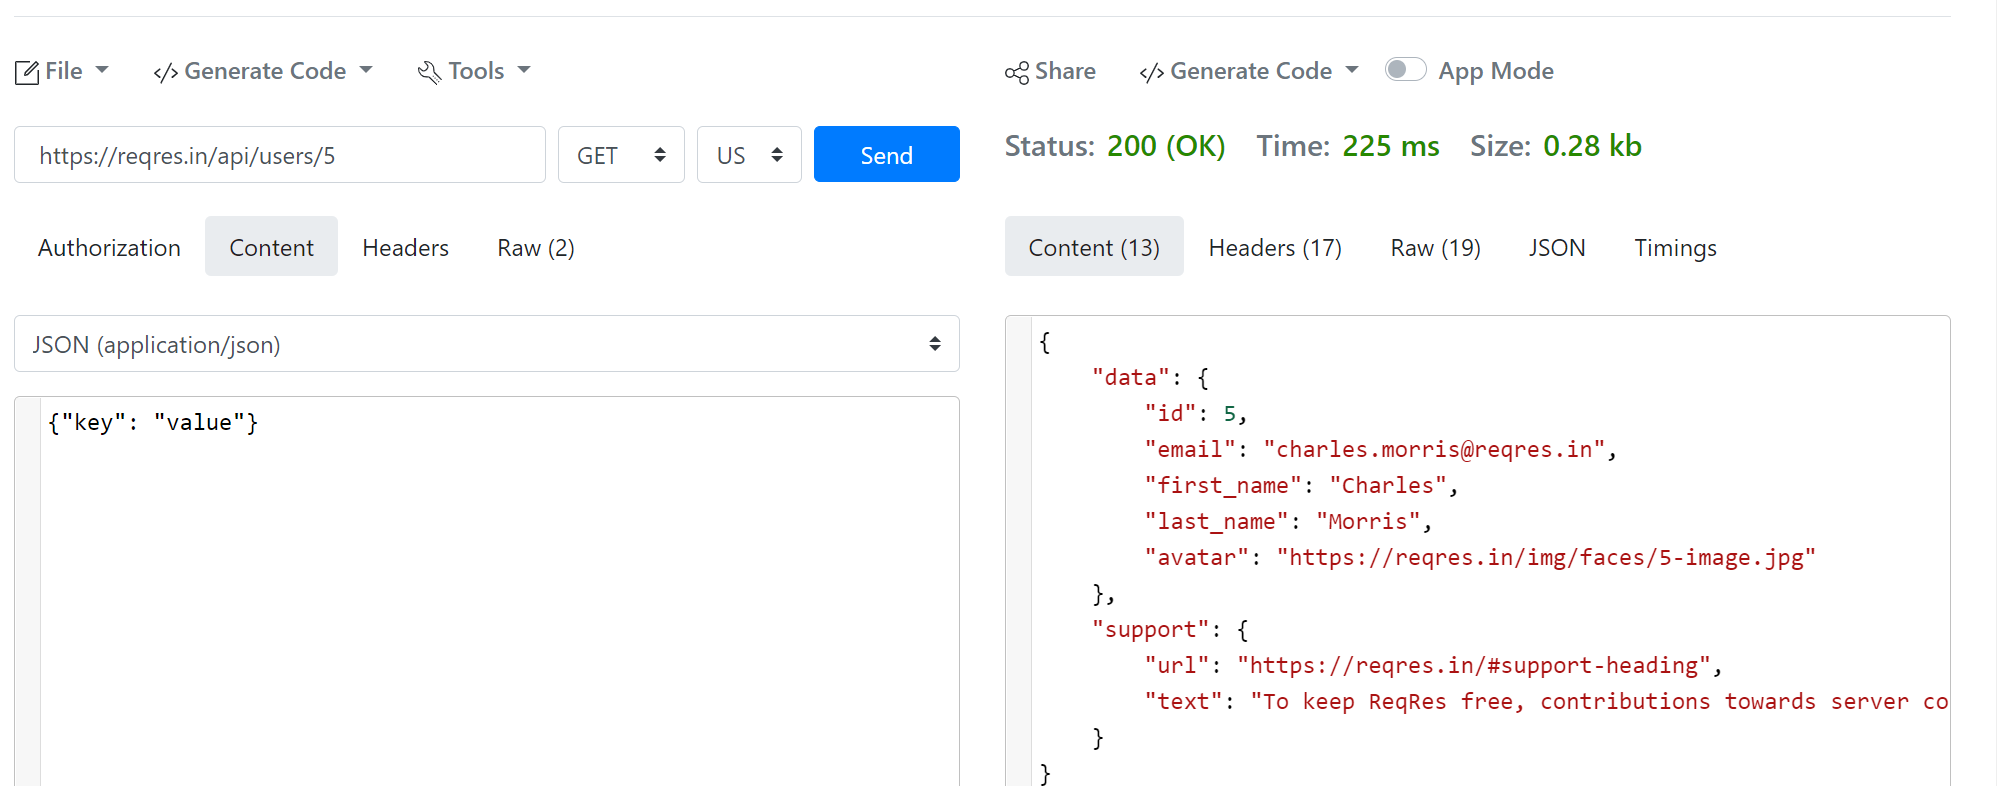 File
Generate Code
Tools
Share
Generate Code
App Mode
https://reqres.in/api/users/5
GET
US
Send
Status: 200 (OK) Time: 225 ms Size: 0.28 kb
Authorization
Content
Headers
Raw (2)
Content (13)
Headers (17)
Raw (19)
JSON
Timings
JSON (application/json)
{"key": "value"}
{
"data": {
"id": 5,
"email": "charles.morris@reqres.in",
"first_name": "Charles",
"last_name": "Morris",
"avatar": "https://reqres.in/img/faces/5-image.jpg"
},
"support": {
"url": "https://reqres.in/#support-heading",
"text": "To keep ReqRes free, contributions towards server co
}
}